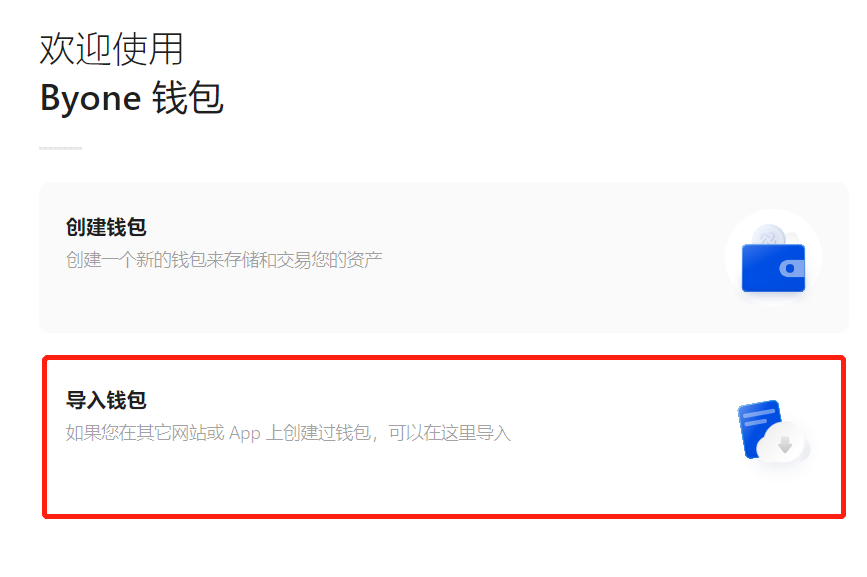 欢迎使用
Byone 钱包
创建钱包
创建一个新的钱包来存储和交易您的资产
导入钱包
如果您在其它网站或 App 上创建过钱包，可以在这里导入